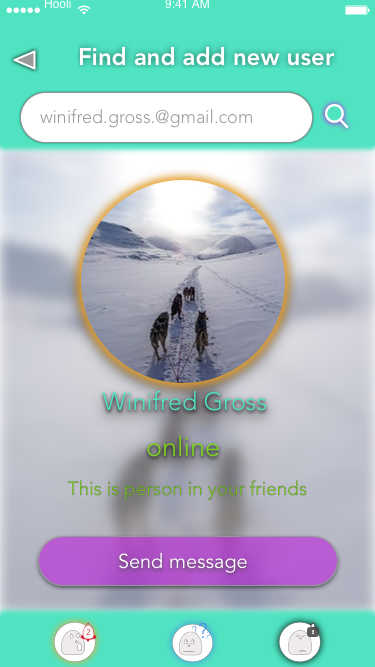 Hooli
9:41 AM
Find and add new user
winifred.gross.@gmail.com
Winifred Gross
online
This is person in your friends
Send message
2
???